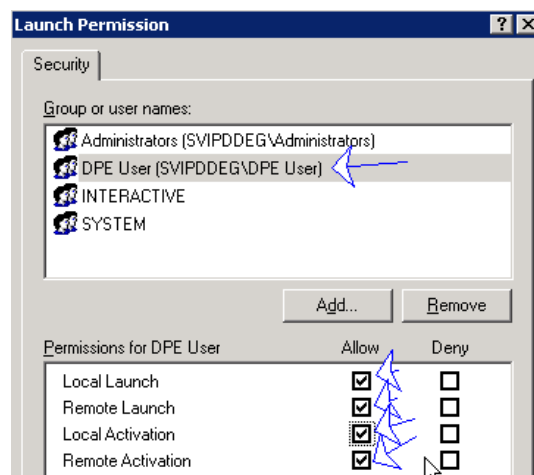 Launch Permission
Security
Group or user names:
Administrators (SVIPDDEG\Administrators)
DPE User (SVIPDDEG\DPE User)
INTERACTIVE
SYSTEM
Add... Remove
Permissions for DPE User Allow Deny
Local Launch
Remote Launch
Local Activation
Remote Activation